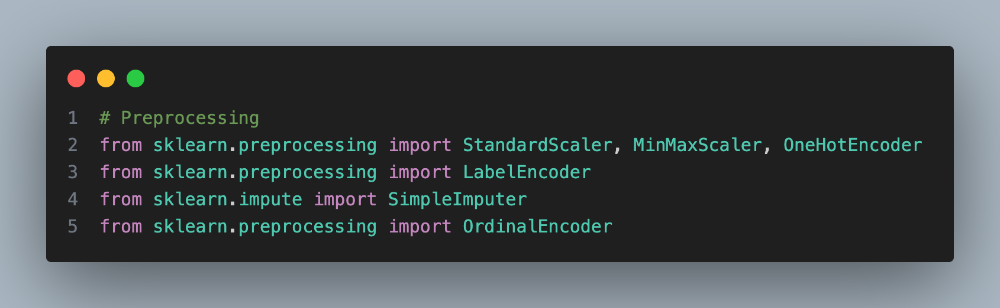 1 # Preprocessing
2 from sklearn.preprocessing import StandardScaler, MinMaxScaler, OneHotEncoder
3 from sklearn.preprocessing import LabelEncoder
4 from sklearn.impute import SimpleImputer
5 from sklearn.preprocessing import OrdinalEncoder